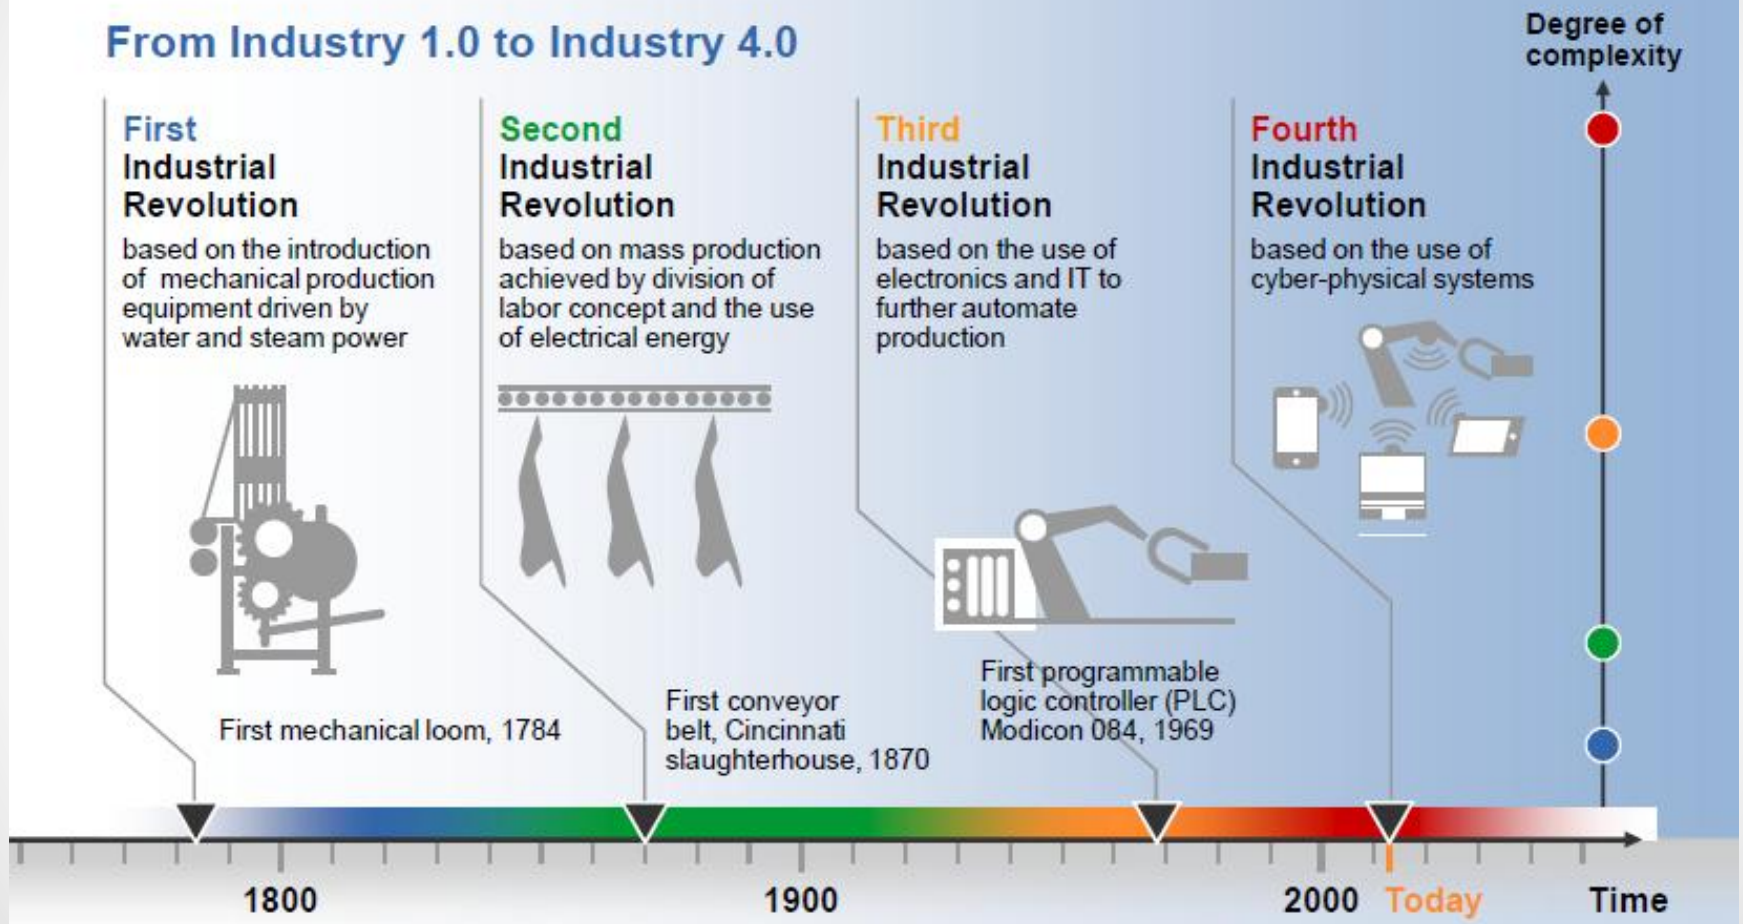 From Industry 1.0 to Industry 4.0
Degree of
complexity
First
Industrial
Revolution
based on the introduction
of mechanical production
equipment driven by
water and steam power
First mechanical loom, 1784
Second
Industrial
Revolution
based on mass production
achieved by division of
labor concept and the use
of electrical energy
First conveyor
belt, Cincinnati
slaughterhouse, 1870
Third
Industrial
Revolution
based on the use of
electronics and IT to
further automate
production
First programmable
logic controller (PLC)
Modicon 084, 1969
Fourth
Industrial
Revolution
based on the use of
cyber-physical systems
1800
1900
2000
Today
Time